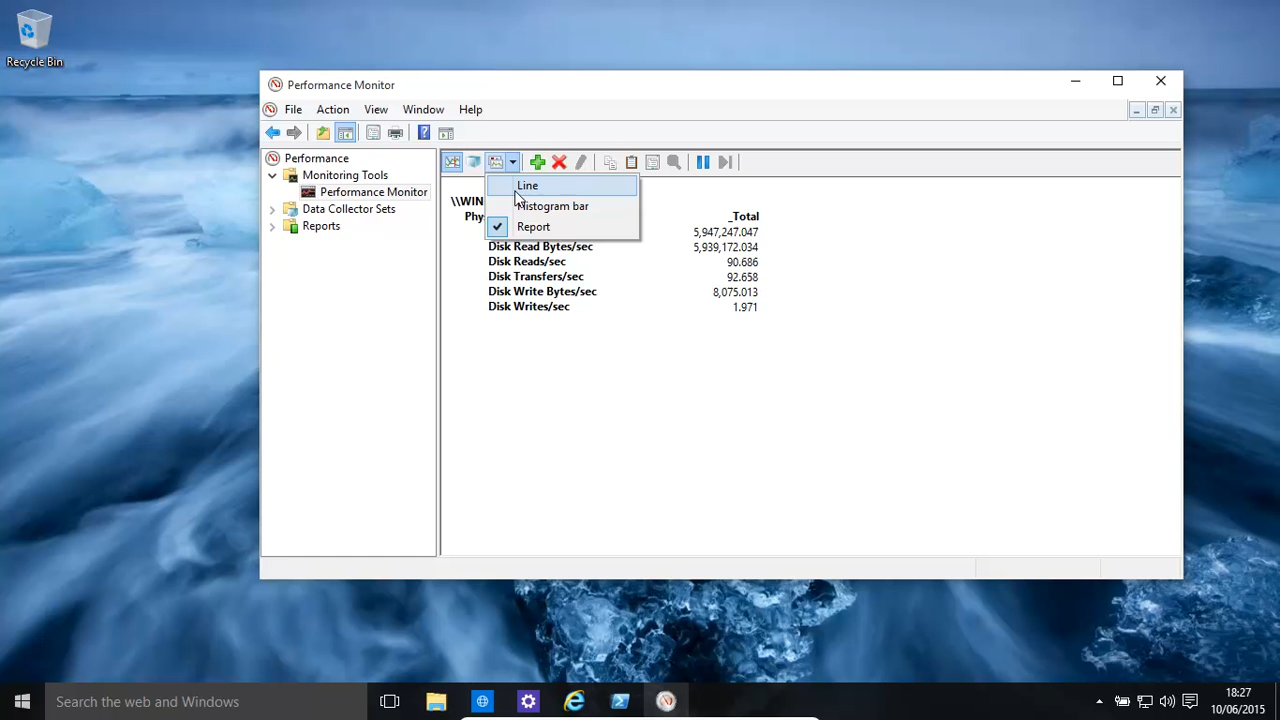 Recycle Bin
Performance Monitor
File Action View Window Help
Performance
Monitoring Tools
Performance Monitor
Data Collector Sets
Reports
Line
Histogram bar
Report
\\WIN
_Total
5,947,247.047
Disk Read Bytes/sec 5,939,172.034
Disk Reads/sec 90.686
Disk Transfers/sec 92.658
Disk Write Bytes/sec 8,075.013
Disk Writes/sec 1.971
Search the web and Windows
18:27
10/06/2015